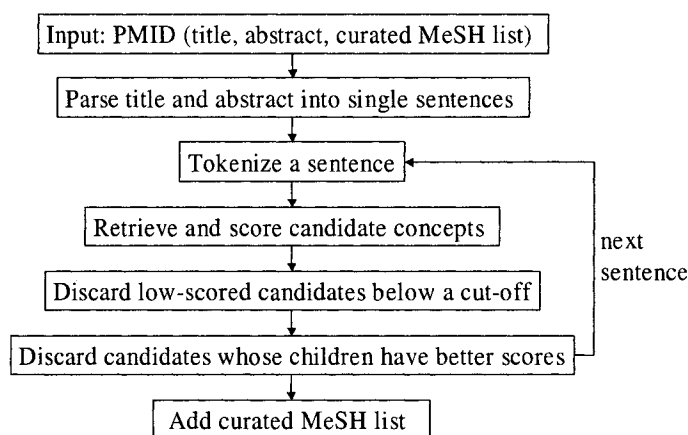 Input: PMID (title, abstract, curated MeSH list)
Parse title and abstract into single sentences
Tokenize a sentence
Retrieve and score candidate concepts
next
sentence
Discard low-scored candidates below a cut-off
Discard candidates whose children have better scores
Add curated MeSH list